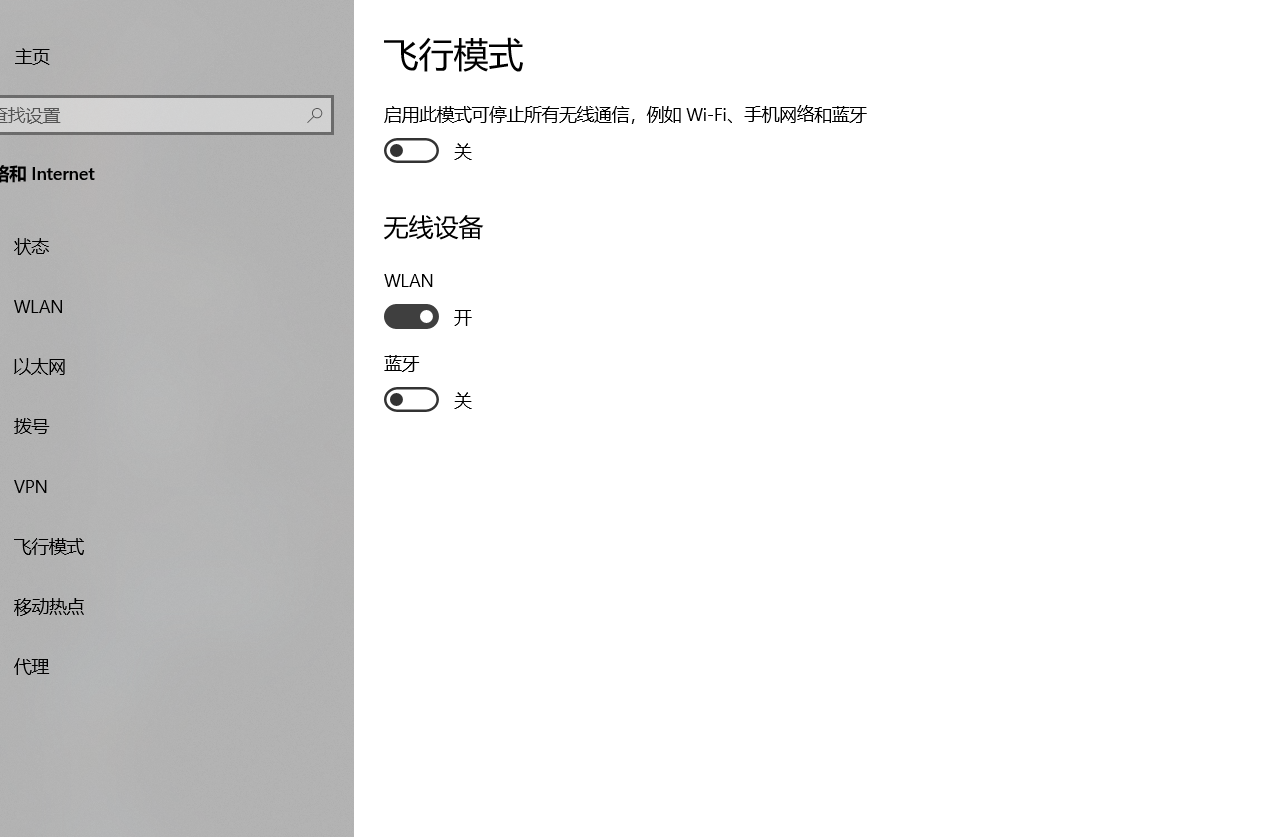 主页
查找设置
络和 Internet
状态
WLAN
以太网
拨号
VPN
飞行模式
移动热点
代理
飞行模式
启用此模式可停止所有无线通信，例如 Wi-Fi、手机网络和蓝牙
关
无线设备
WLAN
开
蓝牙
关